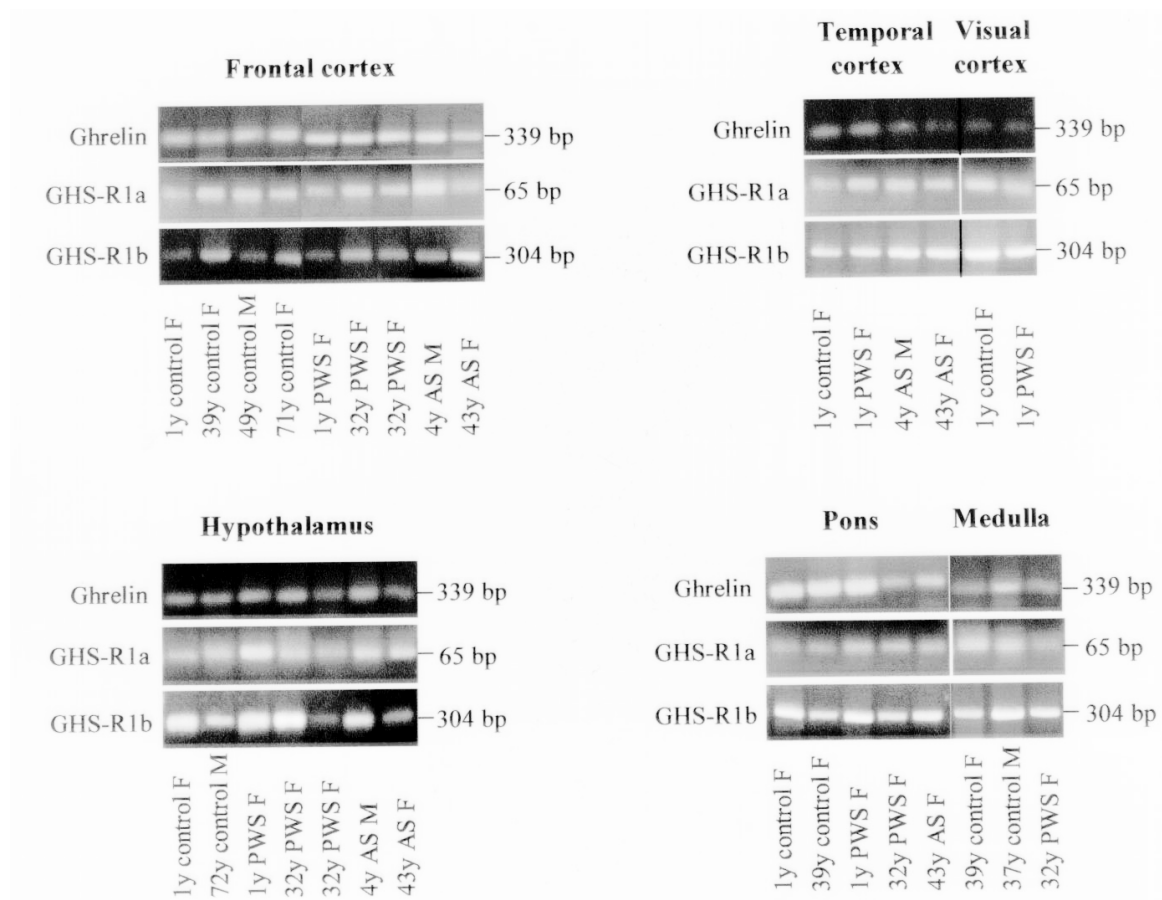 Frontal cortex
Ghrelin
339 bp
GHS-R1a
65 bp
GHS-R1b
304 bp
1y control F
39y control F
49y control M
71y control F
1y PWS F
32y PWS F
32y PWS F
4y AS M
43y AS F
Temporal cortex
Visual cortex
Ghrelin
339 bp
GHS-R1a
65 bp
GHS-R1b
304 bp
1y control F
1y PWS F
4y AS M
43y AS F
1y control F
1y PWS F
Hypothalamus
Ghrelin
339 bp
GHS-R1a
65 bp
GHS-R1b
304 bp
1y control F
72y control M
1y PWS F
32y PWS F
32y PWS F
4y AS M
43y AS F
Pons
Medulla
Ghrelin
339 bp
GHS-R1a
65 bp
GHS-R1b
304 bp
1y control F
39y control F
1y PWS F
32y PWS F
43y AS F
39y control F
37y control M
32y PWS F